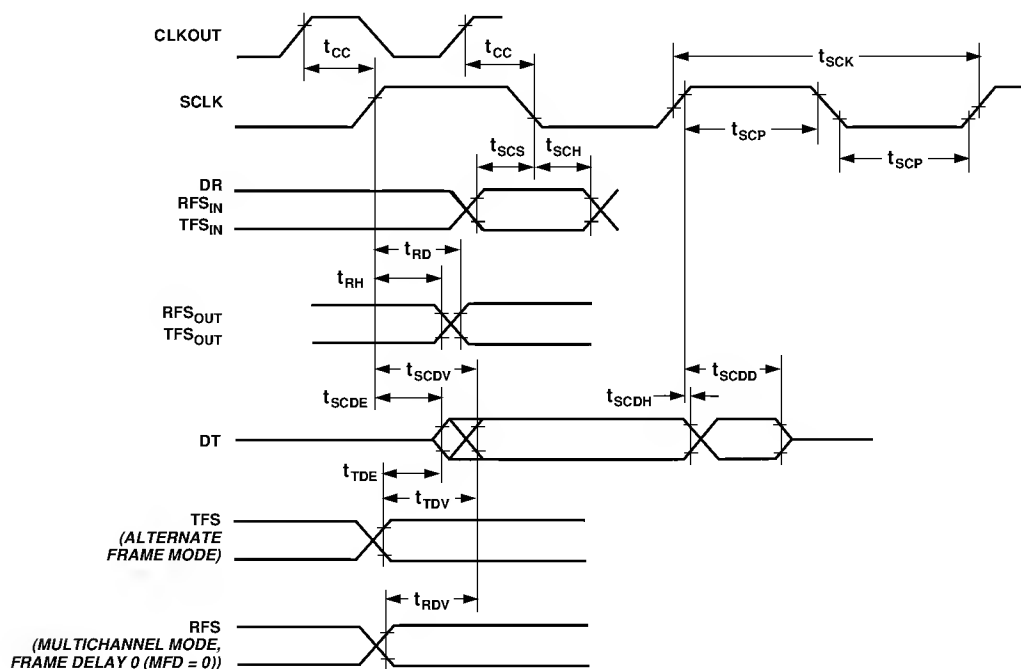 CLKOUT
t_CC
t_CC
t_SCK
SCLK
t_SCP
t_SCP
t_SCS
t_SCH
DR
RFS_IN
TFS_IN
t_RD
t_RH
RFS_OUT
TFS_OUT
t_SCDV
t_SCDE
t_SCDD
t_SCDH
DT
t_TDE
t_TDV
TFS
(ALTERNATE
FRAME MODE)
t_RDV
RFS
(MULTICHANNEL MODE,
FRAME DELAY 0 (MFD = 0))